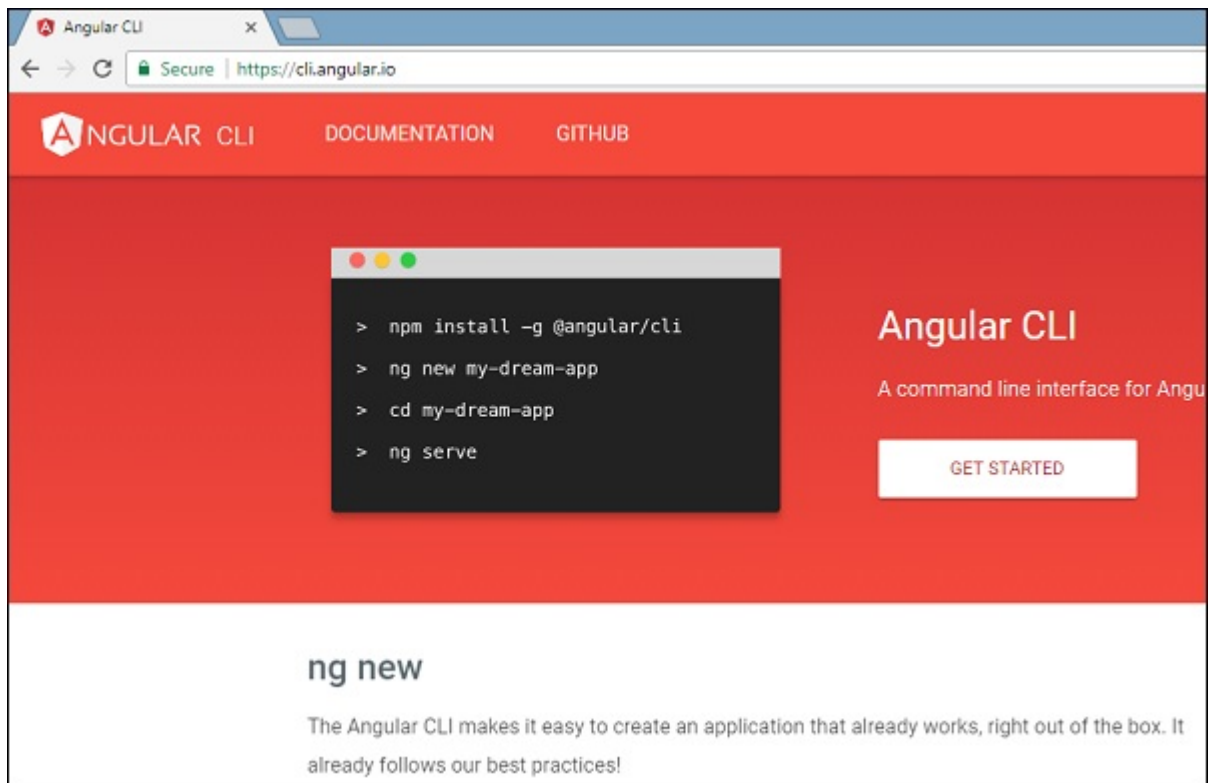 Angular CLI
Secure | https://cli.angular.io
ANGULAR CLI DOCUMENTATION GITHUB
> npm install -g @angular/cli
> ng new my-dream-app
> cd my-dream-app
> ng serve
Angular CLI
A command line interface for Angu
GET STARTED
ng new
The Angular CLI makes it easy to create an application that already works, right out of the box. It
already follows our best practices!